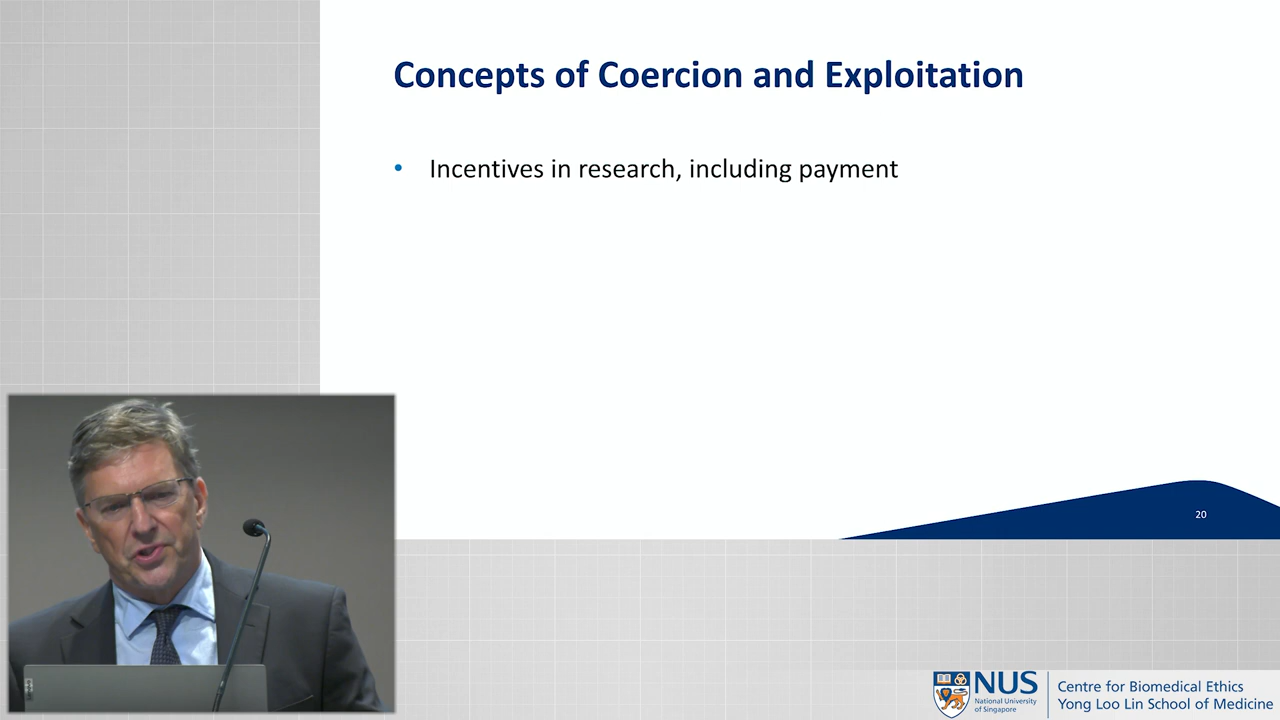 Concepts of Coercion and Exploitation
• Incentives in research, including payment
20
NUS
National University
of Singapore
Centre for Biomedical Ethics
Yong Loo Lin School of Medicine